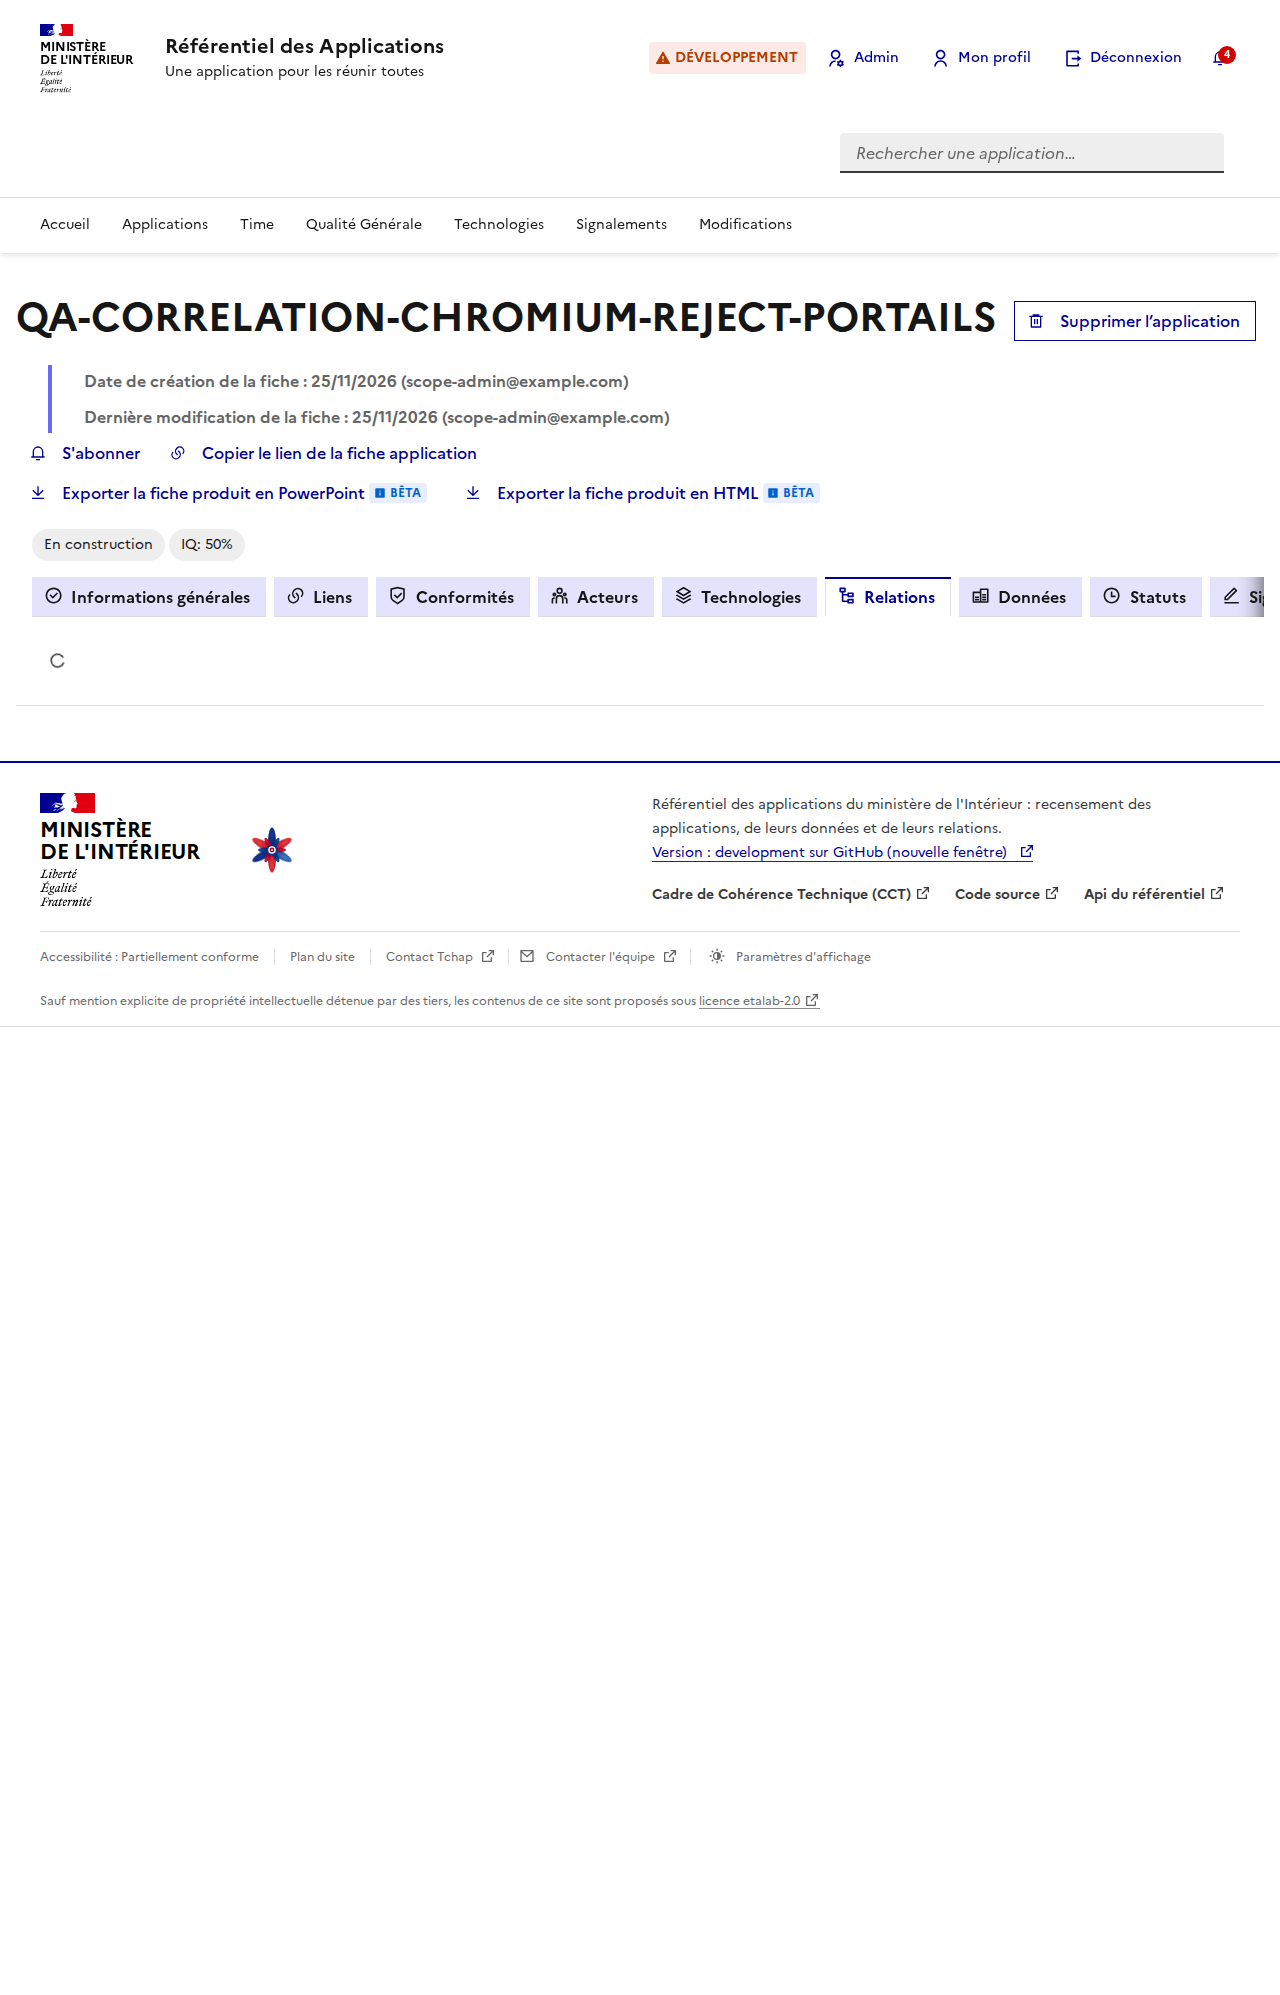 MINISTÈRE
DE L'INTÉRIEUR
Liberté
Égalité
Fraternité
Référentiel des Applications
Une application pour les réunir toutes
DÉVELOPPEMENT
Admin
Mon profil
Déconnexion
4
Rechercher une application…
Accueil
Applications
Time
Qualité Générale
Technologies
Signalements
Modifications
QA-CORRELATION-CHROMIUM-REJECT-PORTAILS
Supprimer l’application
Date de création de la fiche : 25/11/2026 (scope-admin@example.com)
Dernière modification de la fiche : 25/11/2026 (scope-admin@example.com)
S'abonner
Copier le lien de la fiche application
Exporter la fiche produit en PowerPoint BÊTA
Exporter la fiche produit en HTML BÊTA
En construction
IQ: 50%
Informations générales
Liens
Conformités
Acteurs
Technologies
Relations
Données
Statuts
MINISTÈRE
DE L'INTÉRIEUR
Liberté
Égalité
Fraternité
Référentiel des applications du ministère de l'Intérieur : recensement des
applications, de leurs données et de leurs relations.
Version : development sur GitHub (nouvelle fenêtre)
Cadre de Cohérence Technique (CCT)
Code source
Api du référentiel
Accessibilité : Partiellement conforme
Plan du site
Contact Tchap
Contacter l'équipe
Paramètres d'affichage
Sauf mention explicite de propriété intellectuelle détenue par des tiers, les contenus de ce site sont proposés sous licence etalab-2.0